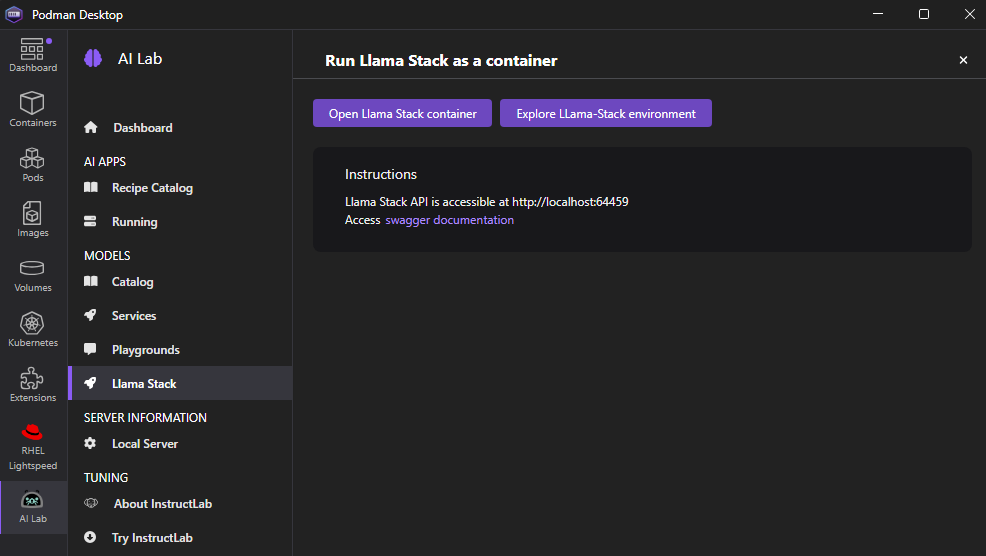 Podman Desktop
Dashboard
Containers
Pods
Images
Volumes
Kubernetes
Extensions
RHEL
Lightspeed
AI Lab
AI Lab
Dashboard
AI APPS
Recipe Catalog
Running
MODELS
Catalog
Services
Playgrounds
Llama Stack
SERVER INFORMATION
Local Server
TUNING
About InstructLab
Try InstructLab
Run Llama Stack as a container
Open Llama Stack container
Explore LLama-Stack environment
Instructions
Llama Stack API is accessible at http://localhost:64459
Access swagger documentation